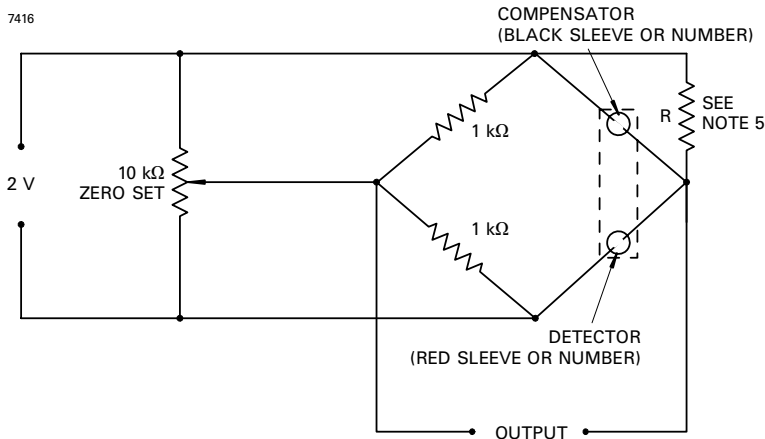 7416
COMPENSATOR
(BLACK SLEEVE OR NUMBER)
1 kΩ
R
SEE
NOTE 5
10 kΩ
ZERO SET
2 V
1 kΩ
DETECTOR
(RED SLEEVE OR NUMBER)
OUTPUT